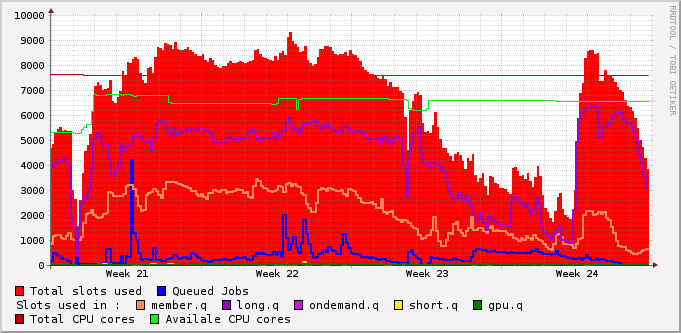 10000
9000
8000
7000
6000
5000
4000
3000
2000
1000
0
Week 21 Week 22 Week 23 Week 24
RRDTOOL / TOBI OETIKER
Total slots used Queued Jobs
Slots used in : member.q long.q ondemand.q short.q gpu.q
Total CPU cores Availale CPU cores